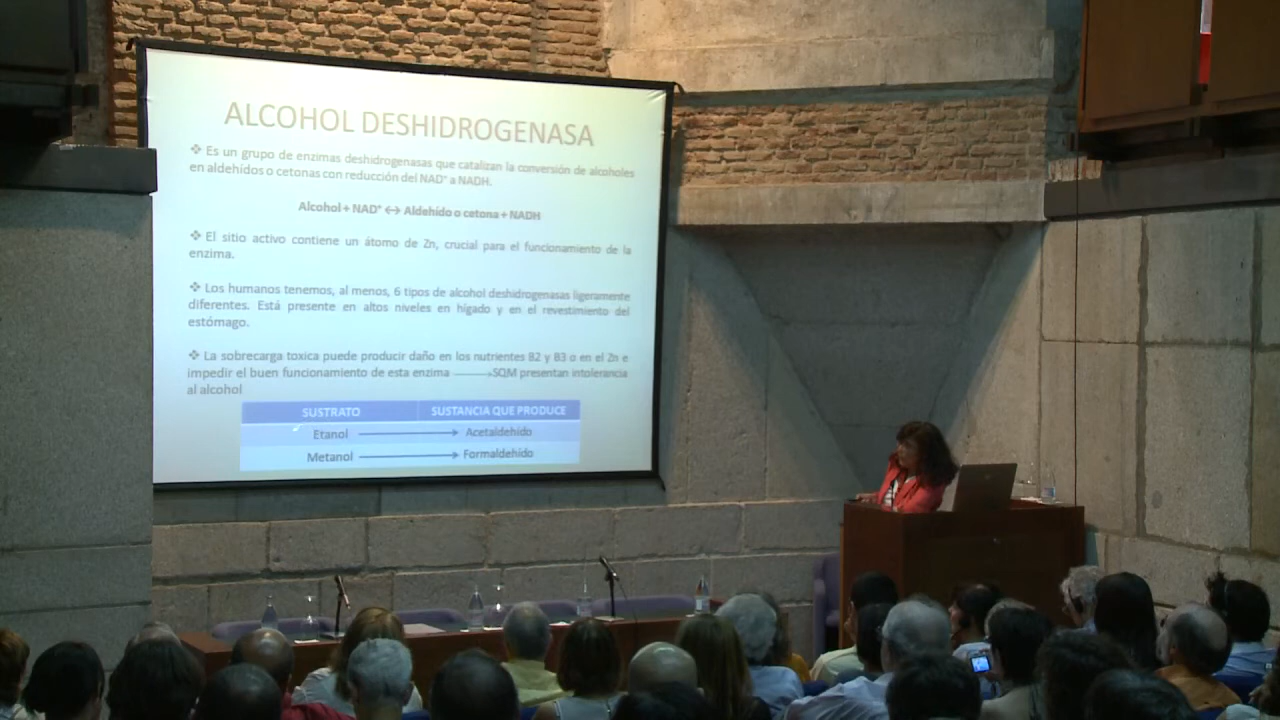 ALCOHOL DESHIDROGENASA
❖ Es un grupo de enzimas deshidrogenasas que catalizan la conversión de alcoholes
en aldehídos o cetonas con reducción del NAD⁺ a NADH.
Alcohol + NAD⁺ ↔ Aldehído o cetona + NADH
❖ El sitio activo contiene un átomo de Zn, crucial para el funcionamiento de la
enzima.
❖ Los humanos tenemos, al menos, 6 tipos de alcohol deshidrogenasas ligeramente
diferentes. Está presente en altos niveles en hígado y en el revestimiento del
estómago.
❖ La sobrecarga toxica puede producir daño en los nutrientes B2 y B3 o en el Zn e
impedir el buen funcionamiento de esta enzima ⟶SQM presentan intolerancia
al alcohol
SUSTRATO SUSTANCIA QUE PRODUCE
Etanol ⟶ Acetaldehído
Metanol ⟶ Formaldehído